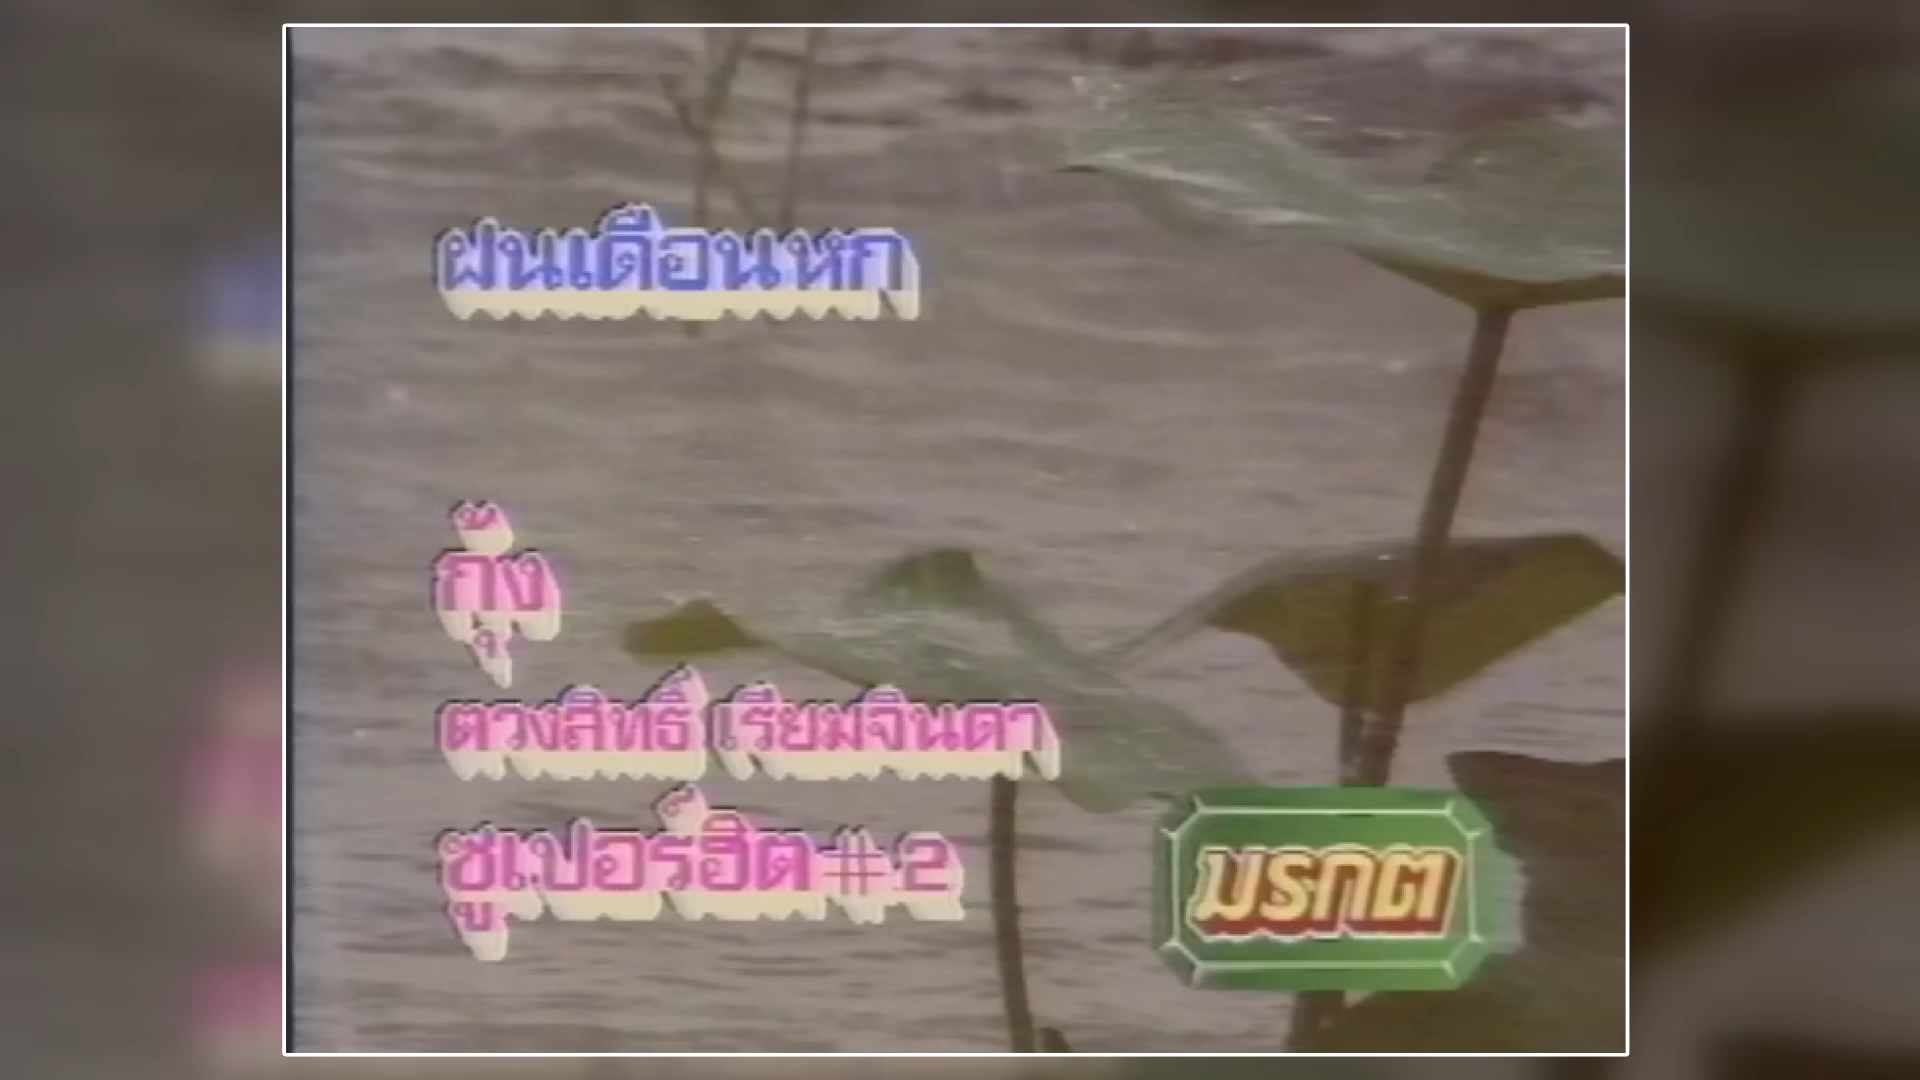 ฝนเดือนหก
กุ้ง
ตวงสิทธิ์ เรียมจินดา
ซูเปอร์ฮิต # 2
มรกต